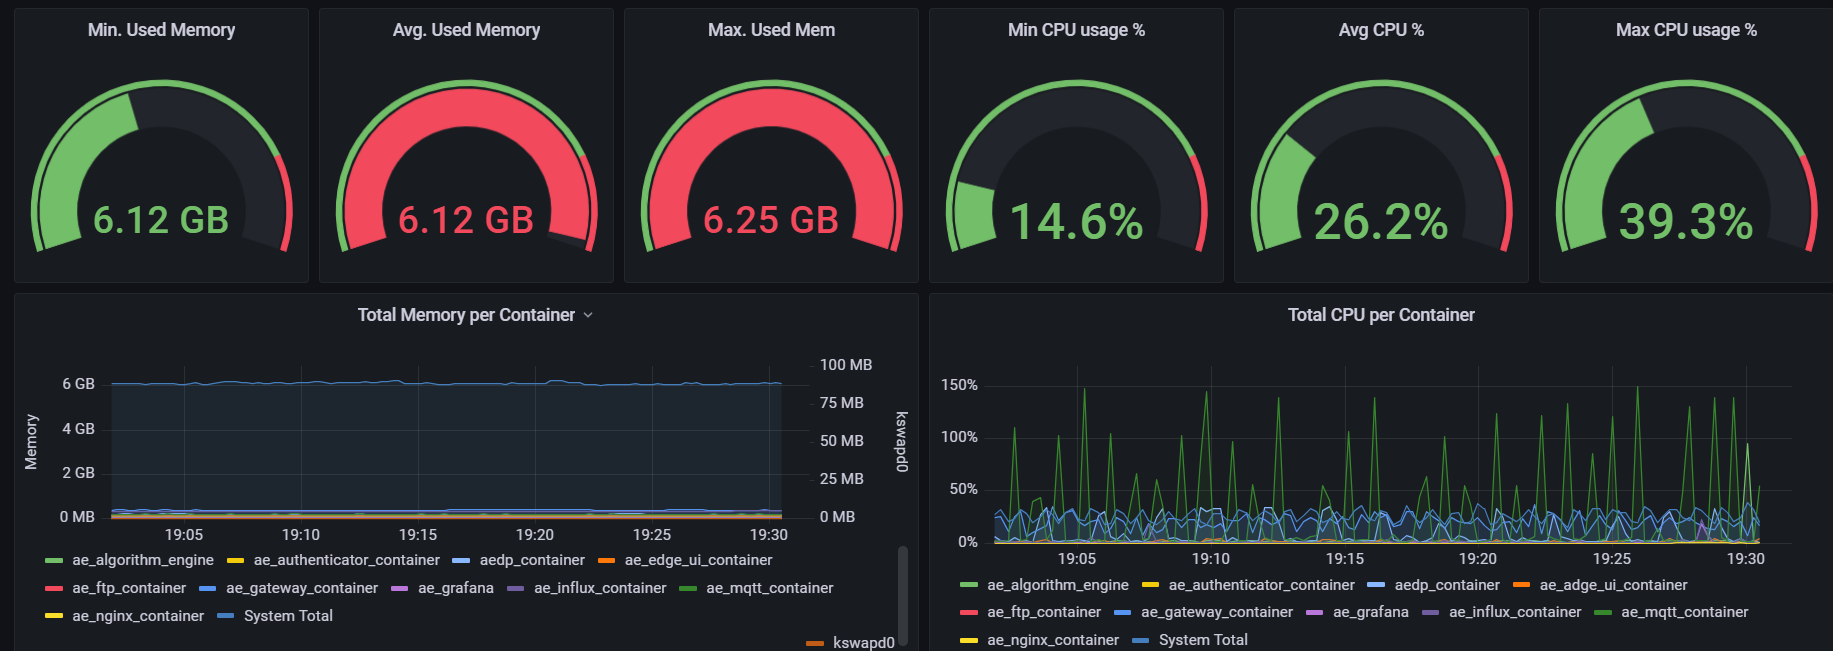 Min. Used Memory
Avg. Used Memory
Max. Used Mem
Min CPU usage %
Avg CPU %
Max CPU usage %
6.12 GB
6.12 GB
6.25 GB
14.6%
26.2%
39.3%
Total Memory per Container
Memory
6 GB
4 GB
2 GB
0 MB
100 MB
75 MB
50 MB
25 MB
0 MB
kswapd0
19:05 19:10 19:15 19:20 19:25 19:30
ae_algorithm_engine ae_authenticator_container aedp_container ae_edge_ui_container
ae_ftp_container ae_gateway_container ae_grafana ae_influx_container ae_mqtt_container
ae_nginx_container System Total
kswapd0
Total CPU per Container
150%
100%
50%
0%
19:05 19:10 19:15 19:20 19:25 19:30
ae_algorithm_engine ae_authenticator_container aedp_container ae_adge_ui_container
ae_ftp_container ae_gateway_container ae_grafana ae_influx_container ae_mqtt_container
ae_nginx_container System Total